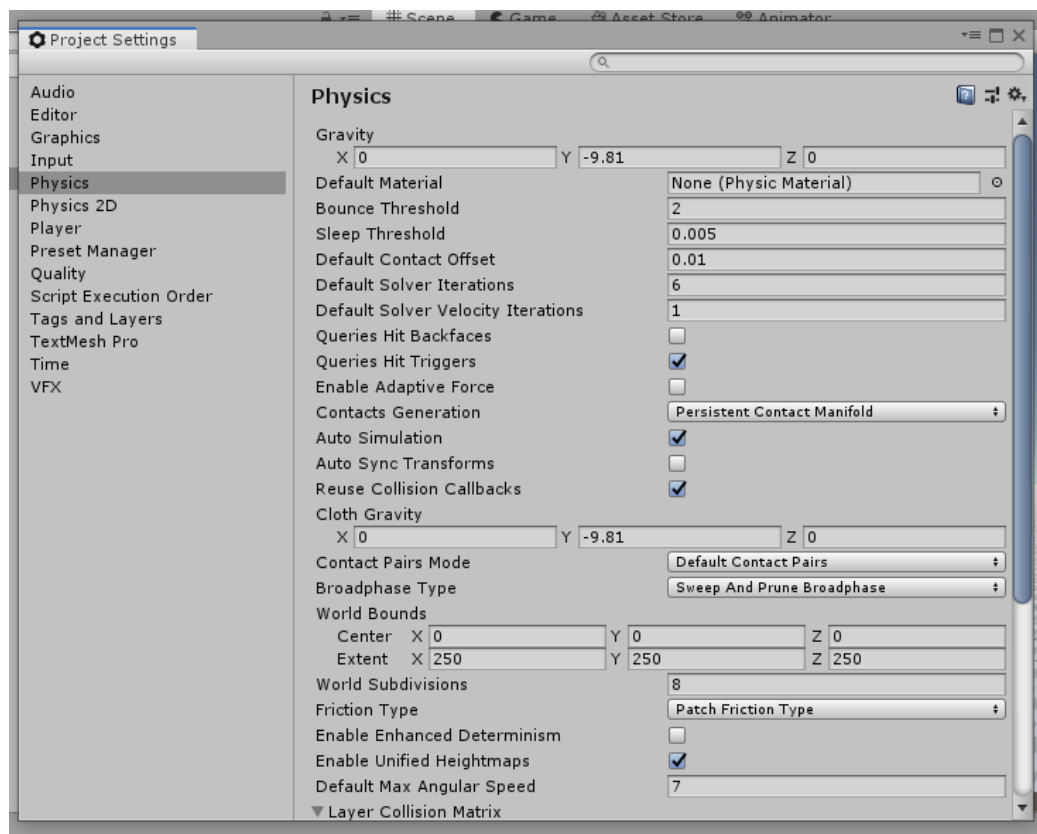 Scene Game Asset Store Animator
Project Settings
Audio
Editor
Graphics
Input
Physics
Physics 2D
Player
Preset Manager
Quality
Script Execution Order
Tags and Layers
TextMesh Pro
Time
VFX
Physics
Gravity
X 0 Y -9.81 Z 0
Default Material None (Physic Material)
Bounce Threshold 2
Sleep Threshold 0.005
Default Contact Offset 0.01
Default Solver Iterations 6
Default Solver Velocity Iterations 1
Queries Hit Backfaces
Queries Hit Triggers
Enable Adaptive Force
Contacts Generation Persistent Contact Manifold
Auto Simulation
Auto Sync Transforms
Reuse Collision Callbacks
Cloth Gravity
X 0 Y -9.81 Z 0
Contact Pairs Mode Default Contact Pairs
Broadphase Type Sweep And Prune Broadphase
World Bounds
Center X 0 Y 0 Z 0
Extent X 250 Y 250 Z 250
World Subdivisions 8
Friction Type Patch Friction Type
Enable Enhanced Determinism
Enable Unified Heightmaps
Default Max Angular Speed 7
Layer Collision Matrix